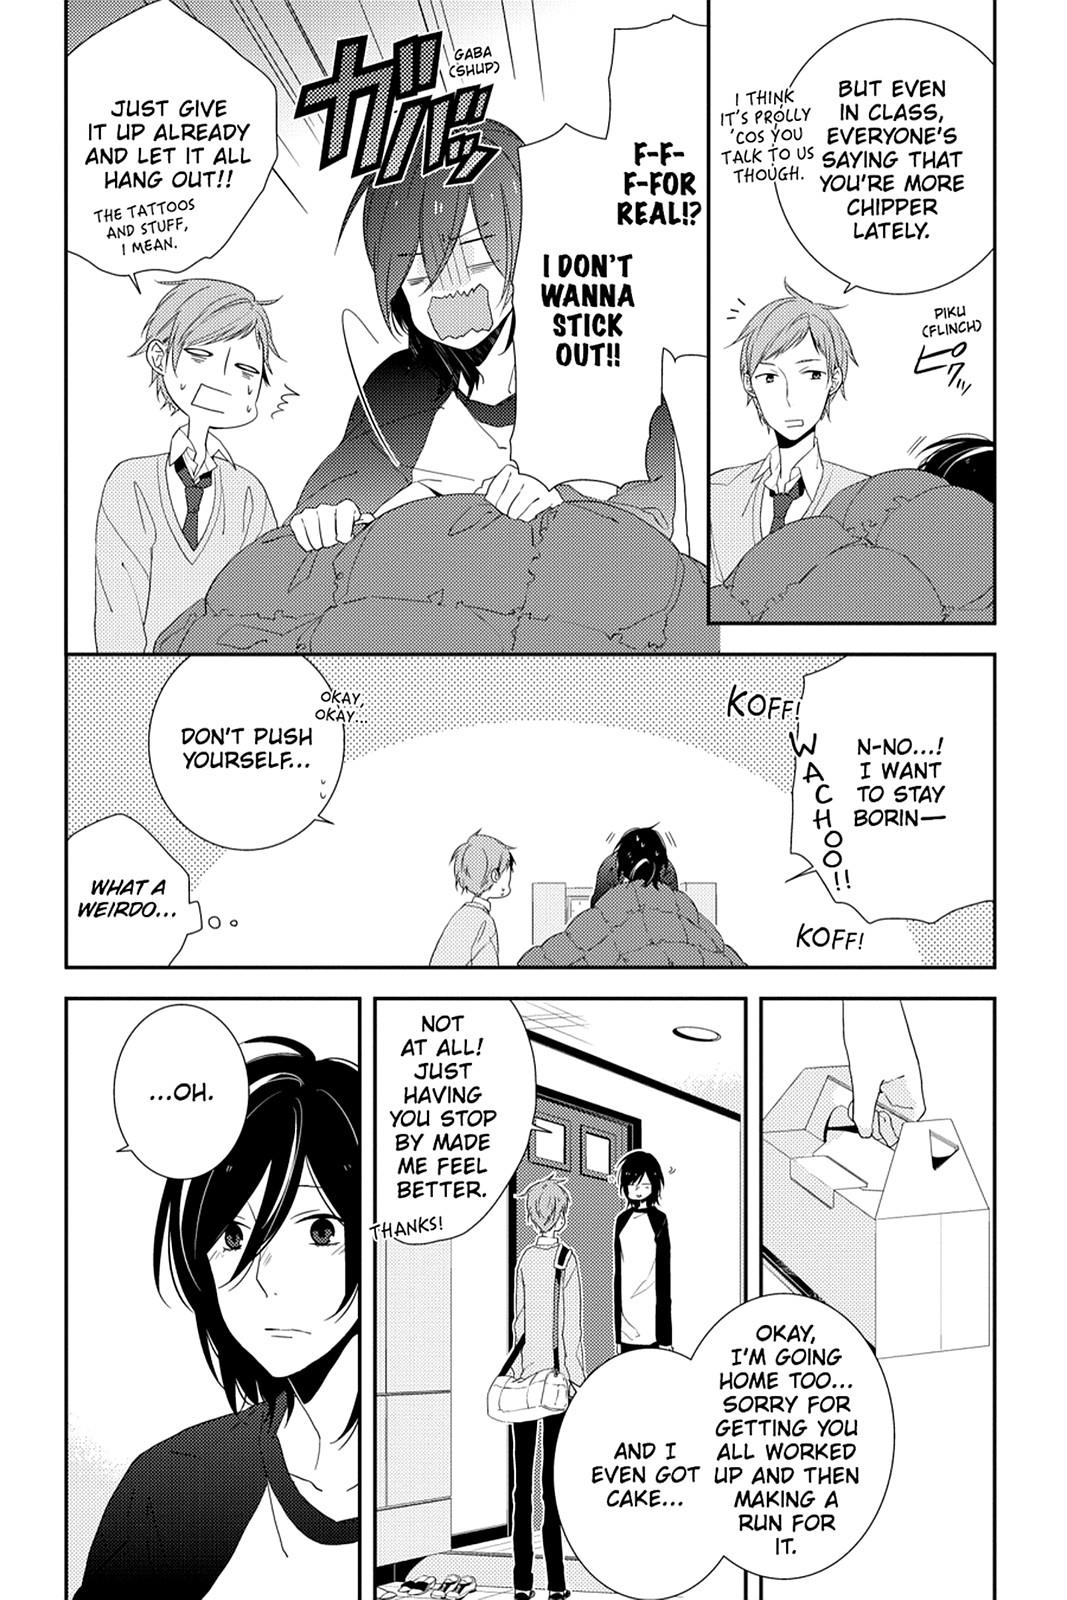 BUT EVEN
IN CLASS,
EVERYONE'S
SAYING THAT
YOU'RE MORE
CHIPPER
LATELY.
I THINK
IT'S PROLLY
'COS YOU
TALK TO US
THOUGH.
PIKU
(FLINCH)
ピクッ
F-F-
F-FOR
REAL!?
I DON'T
WANNA
STICK
OUT!!
GABA
(SHUP)
ガバッ
JUST GIVE
IT UP ALREADY
AND LET IT ALL
HANG OUT!!
THE TATTOOS
AND STUFF,
I MEAN.
N-NO...!
I WANT
TO STAY
BORIN—
KOFF!
WACHOO!!
KOFF!
OKAY,
OKAY...
DON'T PUSH
YOURSELF...
WHAT A
WEIRDO...
OKAY,
I'M GOING
HOME TOO...
SORRY FOR
GETTING YOU
ALL WORKED
UP AND THEN
MAKING A
RUN FOR
IT.
AND I
EVEN GOT
CAKE...
NOT
AT ALL!
JUST
HAVING
YOU STOP
BY MADE
ME FEEL
BETTER.
THANKS!
...OH.